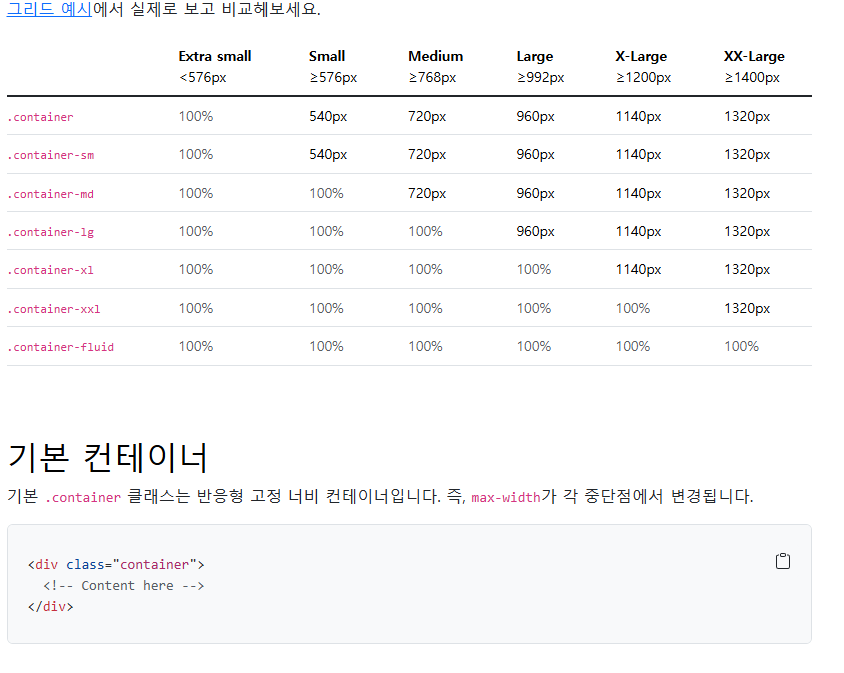 그리드 예시에서 실제로 보고 비교헤보세요.
Extra small Small Medium Large X-Large XX-Large
<576px ≥576px ≥768px ≥992px ≥1200px ≥1400px
.container 100% 540px 720px 960px 1140px 1320px
.container-sm 100% 540px 720px 960px 1140px 1320px
.container-md 100% 100% 720px 960px 1140px 1320px
.container-lg 100% 100% 100% 960px 1140px 1320px
.container-xl 100% 100% 100% 100% 1140px 1320px
.container-xxl 100% 100% 100% 100% 100% 1320px
.container-fluid 100% 100% 100% 100% 100% 100%
기본 컨테이너
기본 .container 클래스는 반응형 고정 너비 컨테이너입니다. 즉, max-width가 각 중단점에서 변경됩니다.
<div class="container">
  <!-- Content here -->
</div>